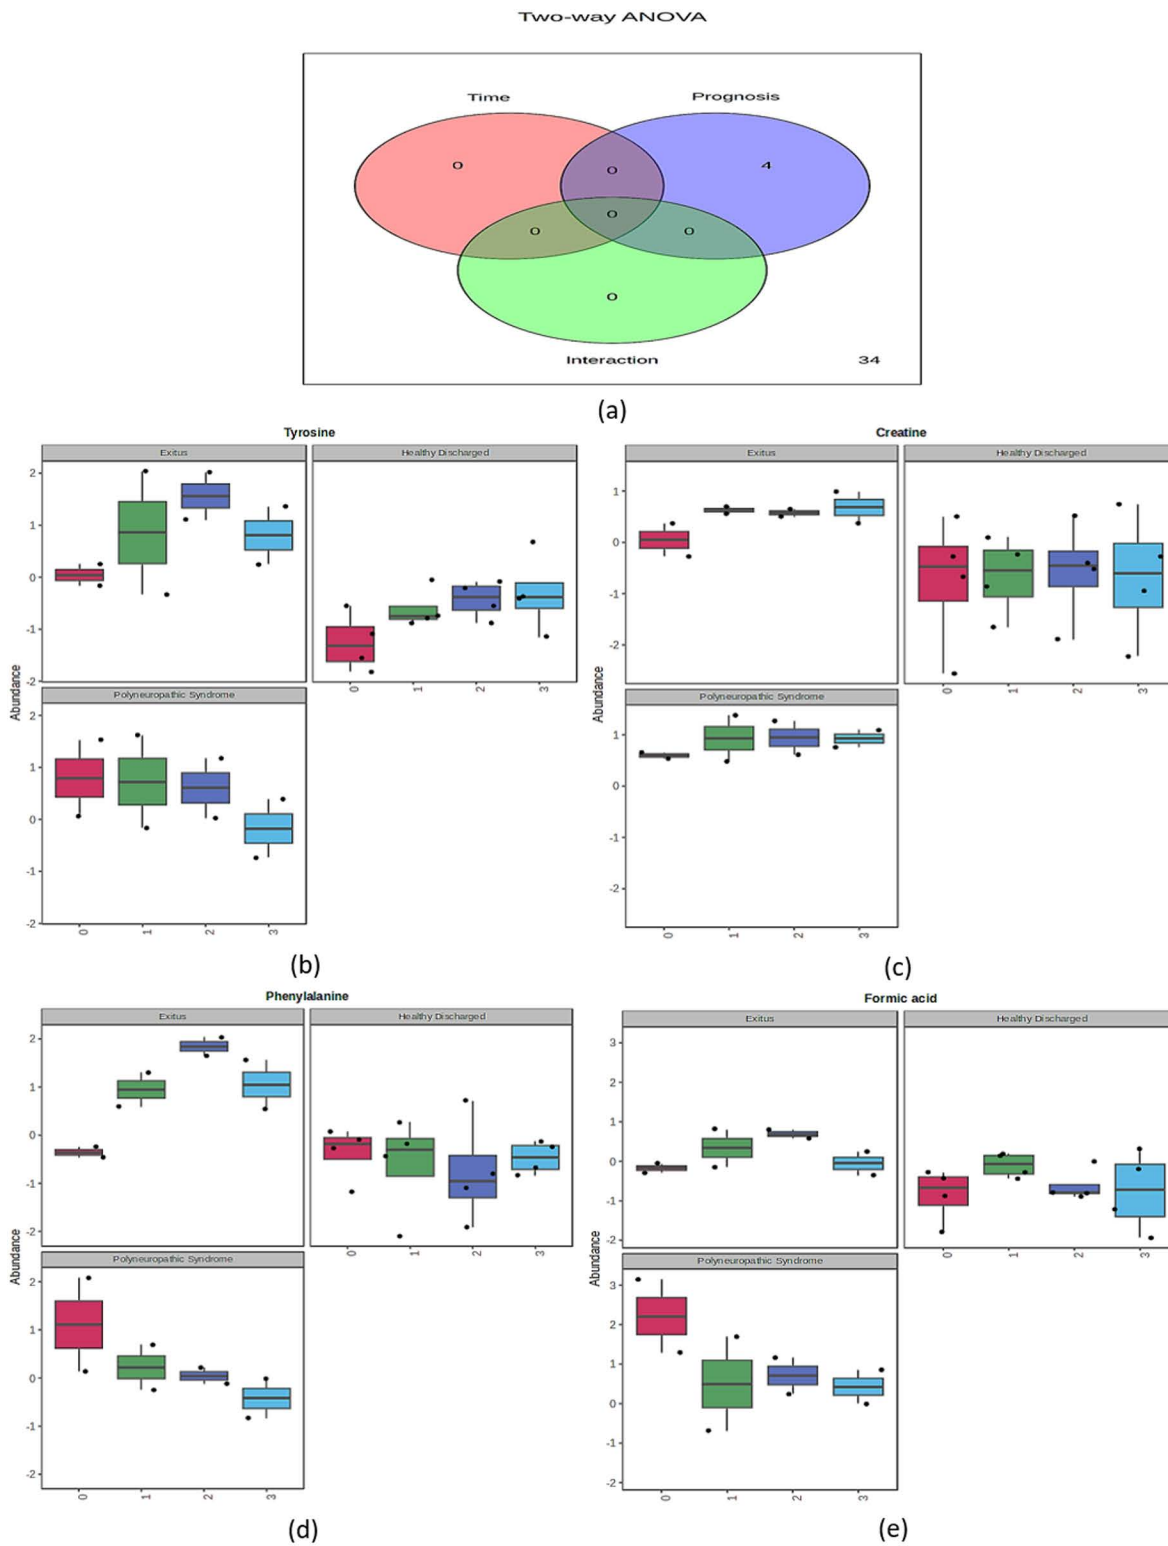 Two-way ANOVA
Time
Prognosis
0
0
4
0
0
0
0
Interaction
34
(a)
Tyrosine
Exitus
Healthy Discharged
2
1
0
-1
-2
0
1
2
3
Abundance
Polyneuropathic Syndrome
2
1
0
-1
-2
0
1
2
3
(b)
Creatine
Exitus
Healthy Discharged
1
0
-1
-2
0
1
2
3
Abundance
Polyneuropathic Syndrome
1
0
-1
-2
0
1
2
3
(c)
Phenylalanine
Exitus
Healthy Discharged
2
1
0
-1
-2
0
1
2
3
Abundance
Polyneuropathic Syndrome
2
1
0
-1
-2
0
1
2
3
(d)
Formic acid
Exitus
Healthy Discharged
3
2
1
0
-1
-2
0
1
2
3
Abundance
Polyneuropathic Syndrome
3
2
1
0
-1
-2
0
1
2
3
(e)